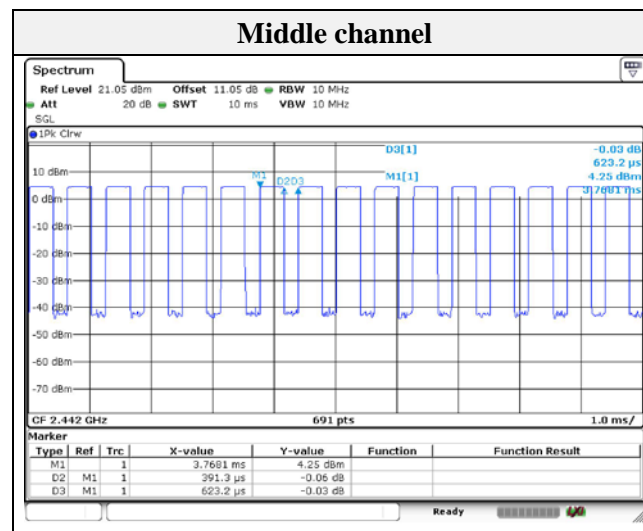 Middle channel
Spectrum
Ref Level 21.05 dBm Offset 11.05 dB RBW 10 MHz
Att 20 dB SWT 10 ms VBW 10 MHz
SGL
1Pk Clrw
D3[1] -0.03 dB
623.2 µs
10 dBm M1[1] 4.25 dBm
3.7681 ms
M1 D2D3
0 dBm
-10 dBm
-20 dBm
-30 dBm
-40 dBm
-50 dBm
-60 dBm
-70 dBm
CF 2.442 GHz 691 pts 1.0 ms/
Marker
Type Ref Trc X-value Y-value Function Function Result
M1 1 3.7681 ms 4.25 dBm
D2 M1 1 391.3 µs -0.06 dB
D3 M1 1 623.2 µs -0.03 dB
Ready